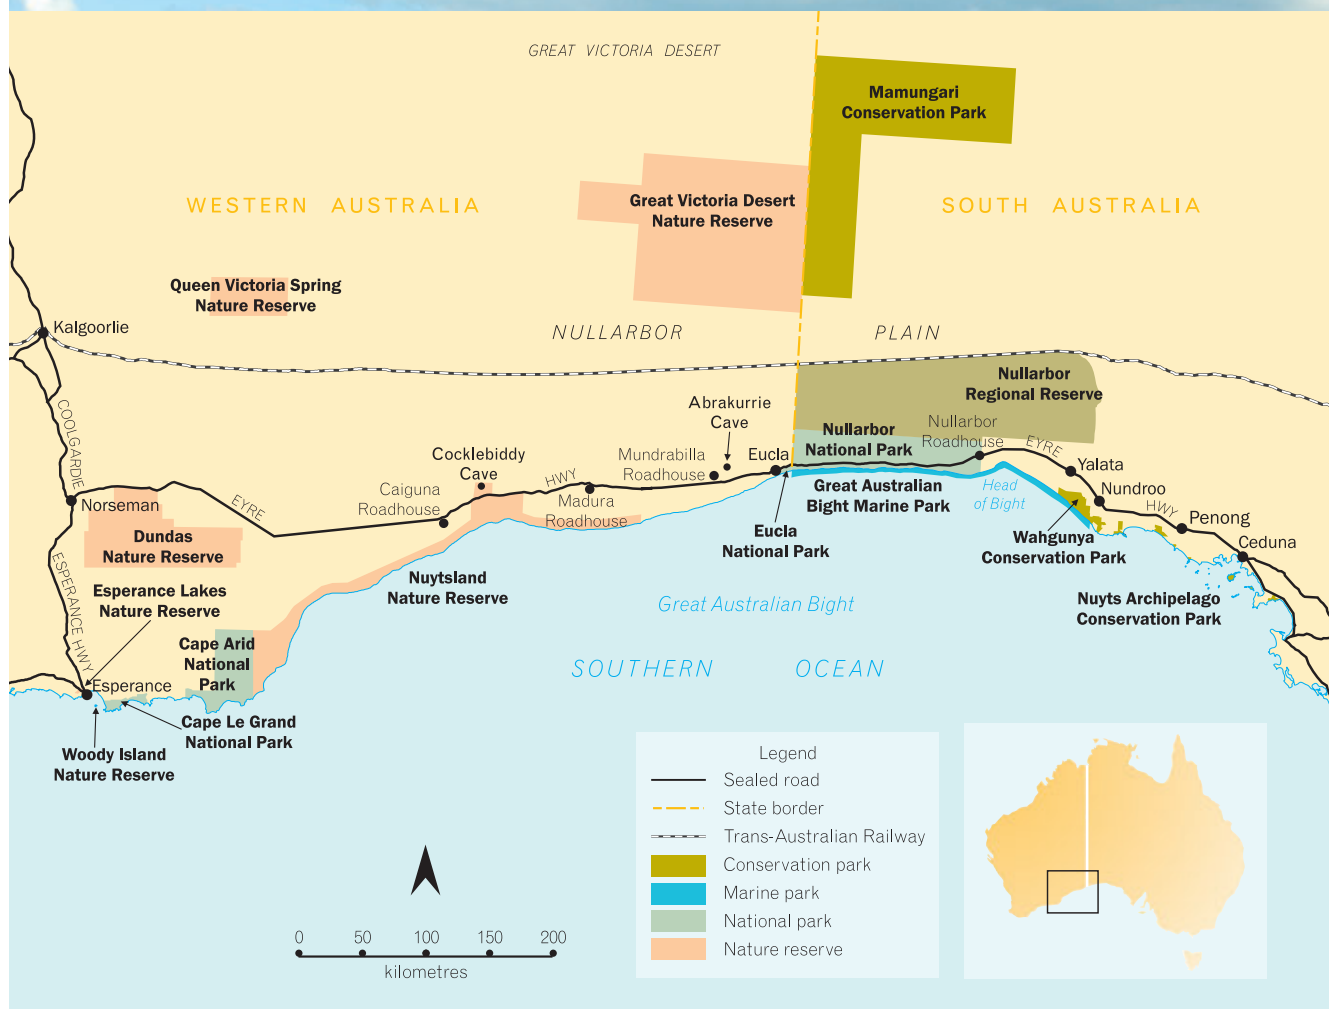 GREAT VICTORIA DESERT
Mamungari
Conservation Park
WESTERN AUSTRALIA
Great Victoria Desert
Nature Reserve
SOUTH AUSTRALIA
Queen Victoria Spring
Nature Reserve
Kalgoorlie
NULLARBOR PLAIN
Nullarbor
Regional Reserve
COOLGARDIE
Abrakurrie
Cave
Nullarbor
National Park
Nullarbor
Roadhouse
EYRE
Cocklebiddy
Cave
Mundrabilla
Roadhouse
Eucla
Yalata
HWY
Caiguna
Roadhouse
Madura
Roadhouse
Great Australian
Bight Marine Park
Head
of Bight
Nundroo
HWY
Norseman
EYRE
Penong
Dundas
Nature Reserve
Eucla
National Park
Wahgunya
Conservation Park
Ceduna
ESPERANCE HWY
Esperance Lakes
Nature Reserve
Nuytsland
Nature Reserve
Great Australian Bight
Nuyts Archipelago
Conservation Park
Cape Arid
National
Park
SOUTHERN OCEAN
Esperance
Cape Le Grand
National Park
Woody Island
Nature Reserve
Legend
Sealed road
State border
Trans-Australian Railway
Conservation park
Marine park
National park
Nature reserve
0 50 100 150 200
kilometres